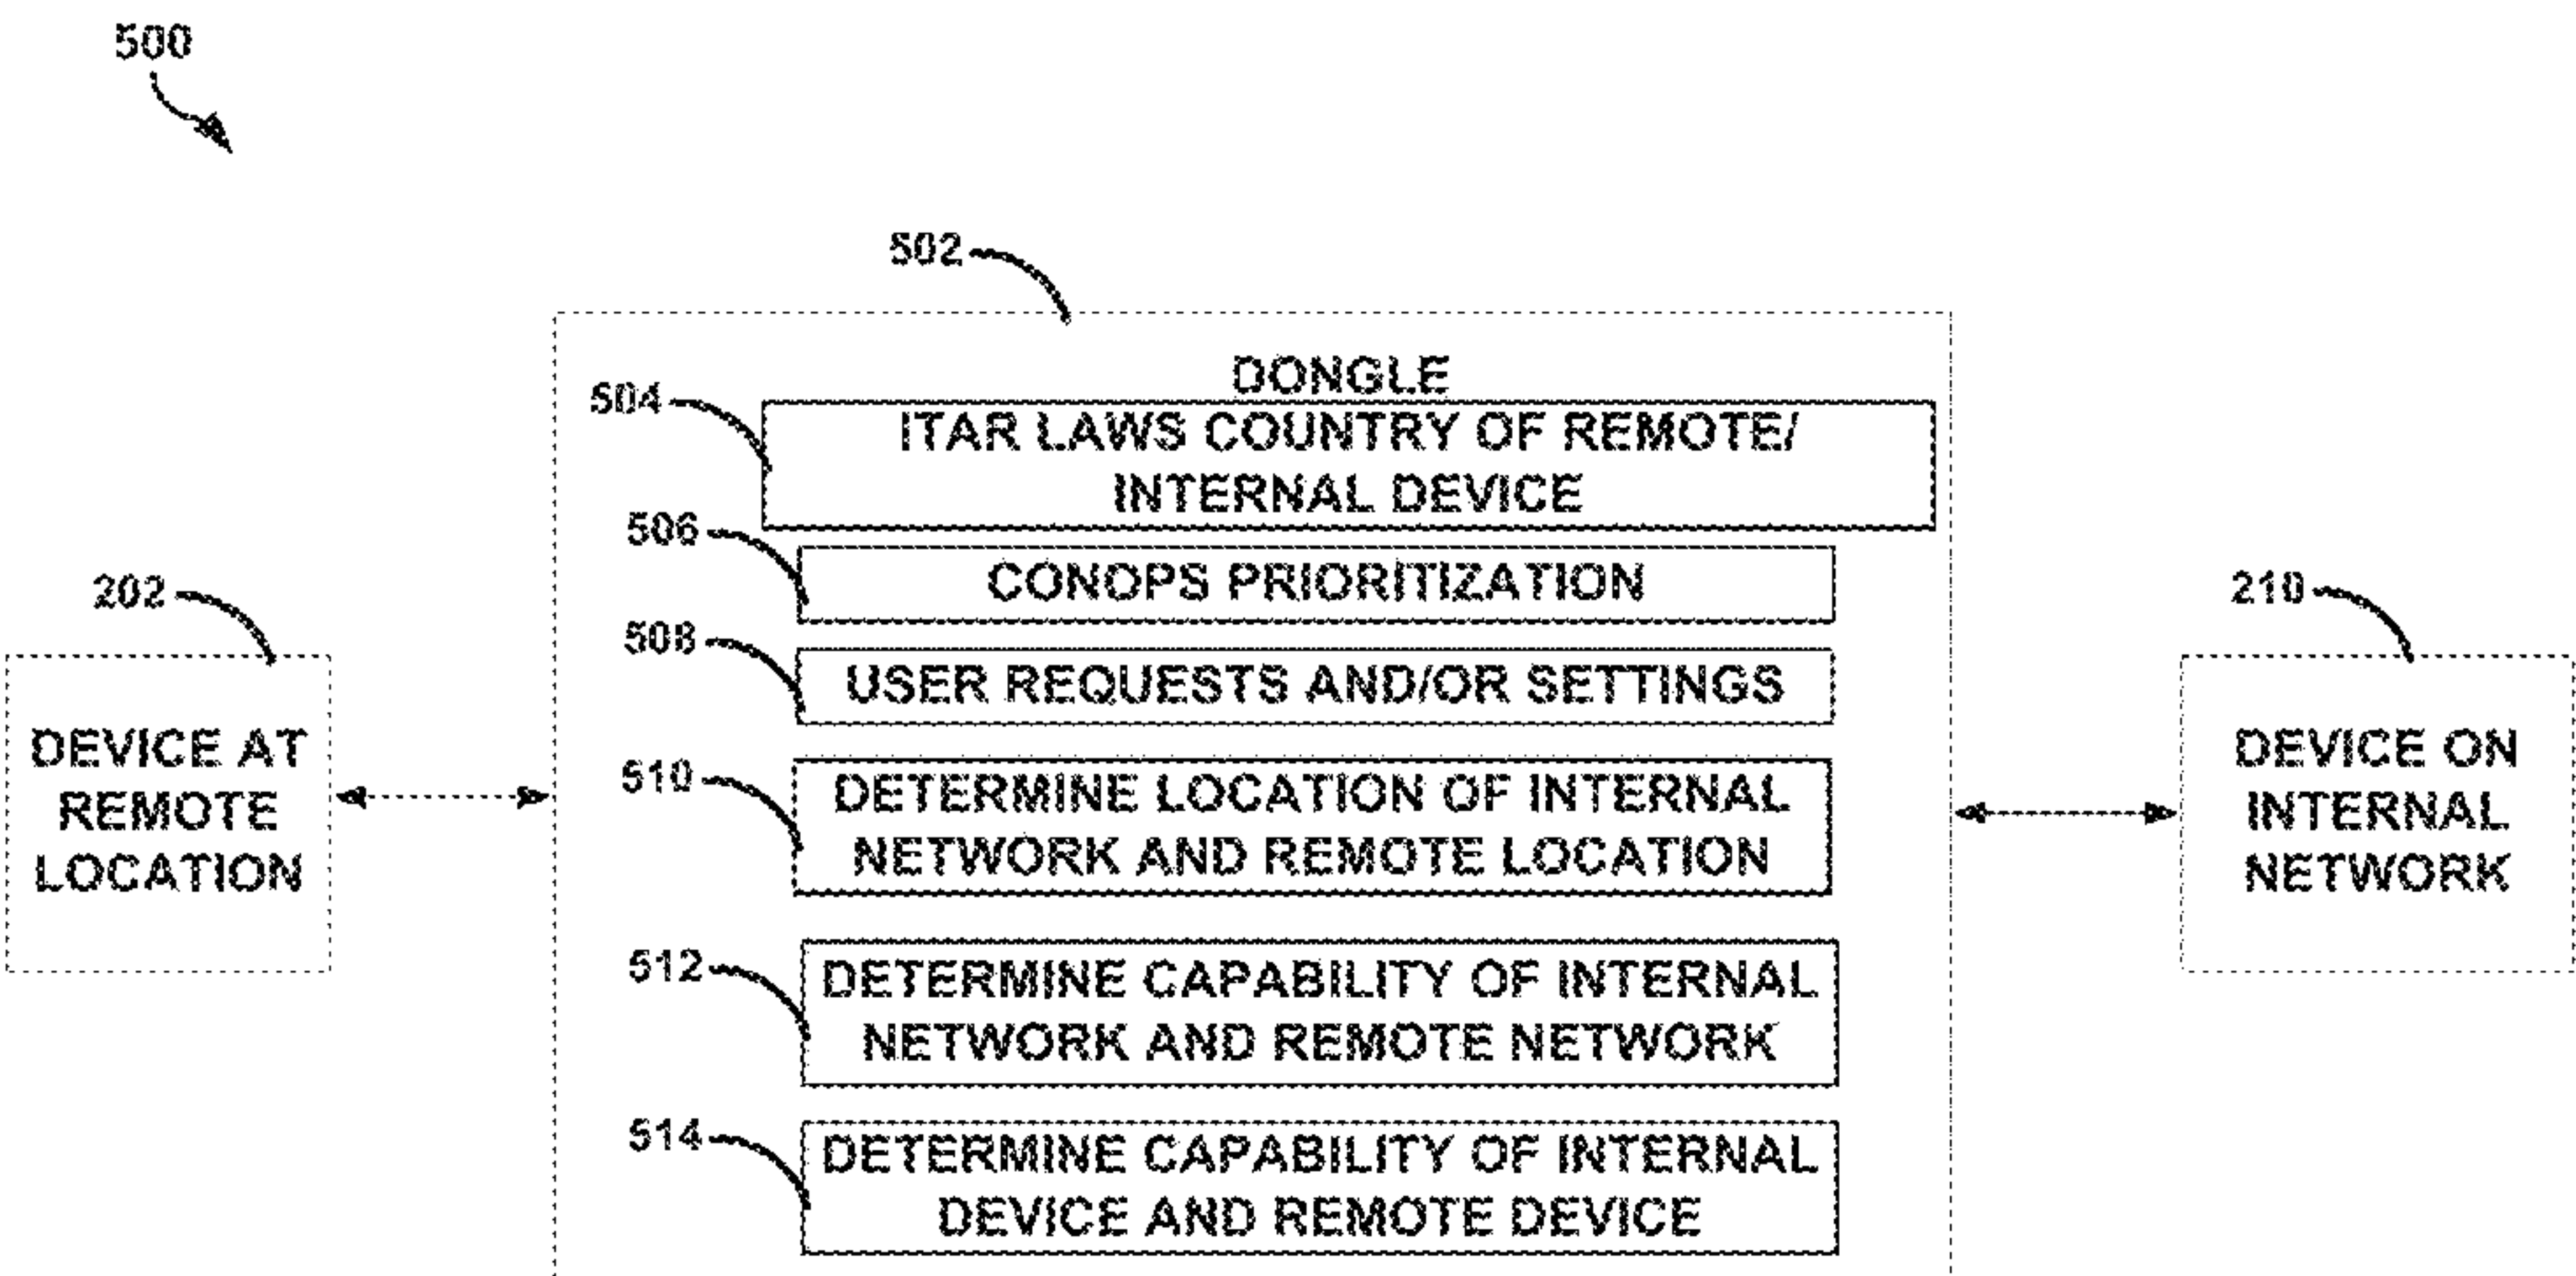 500
502
DONGLE
504
ITAR LAWS COUNTRY OF REMOTE/
INTERNAL DEVICE
506
CONOPS PRIORITIZATION
508
USER REQUESTS AND/OR SETTINGS
510
DETERMINE LOCATION OF INTERNAL
NETWORK AND REMOTE LOCATION
512
DETERMINE CAPABILITY OF INTERNAL
NETWORK AND REMOTE NETWORK
514
DETERMINE CAPABILITY OF INTERNAL
DEVICE AND REMOTE DEVICE
202
DEVICE AT
REMOTE
LOCATION
210
DEVICE ON
INTERNAL
NETWORK